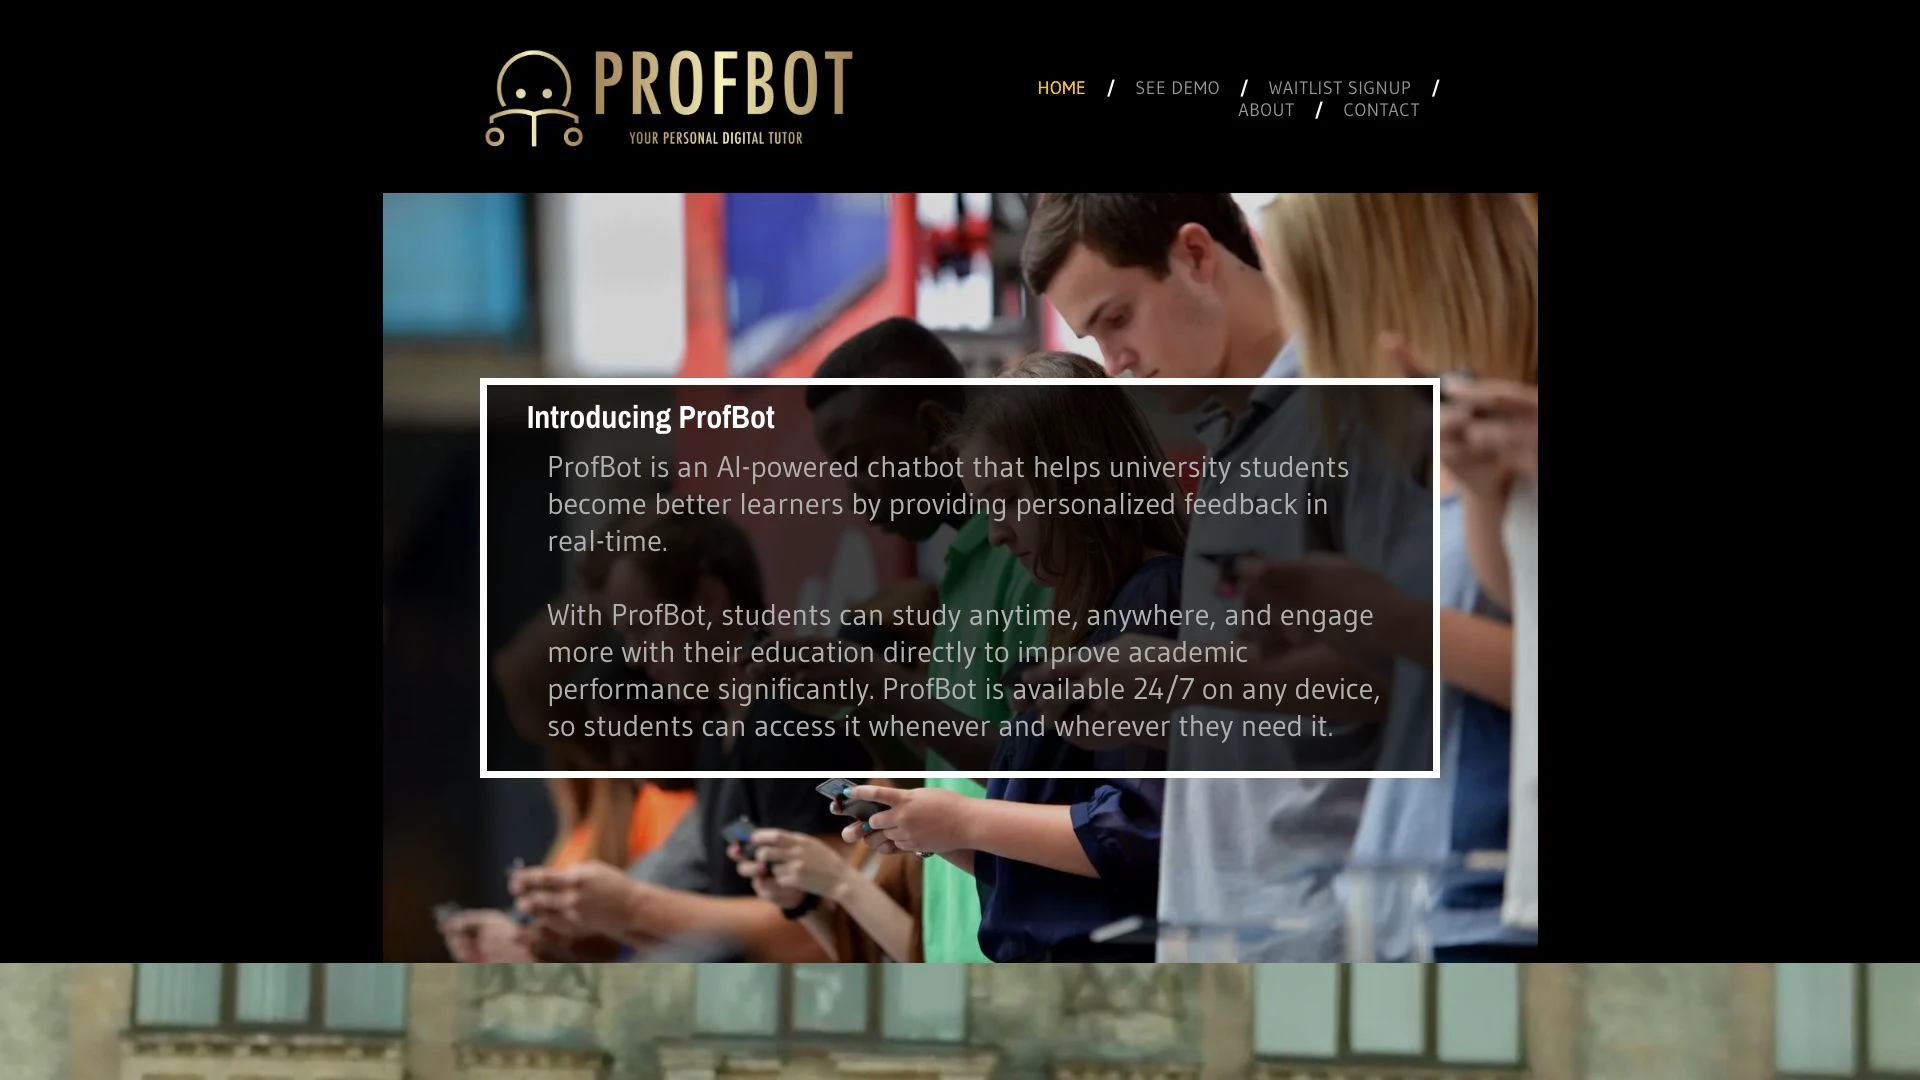 PROFBOT
YOUR PERSONAL DIGITAL TUTOR
HOME / SEE DEMO / WAITLIST SIGNUP /
ABOUT / CONTACT
Introducing ProfBot
ProfBot is an AI-powered chatbot that helps university students
become better learners by providing personalized feedback in
real-time.
With ProfBot, students can study anytime, anywhere, and engage
more with their education directly to improve academic
performance significantly. ProfBot is available 24/7 on any device,
so students can access it whenever and wherever they need it.